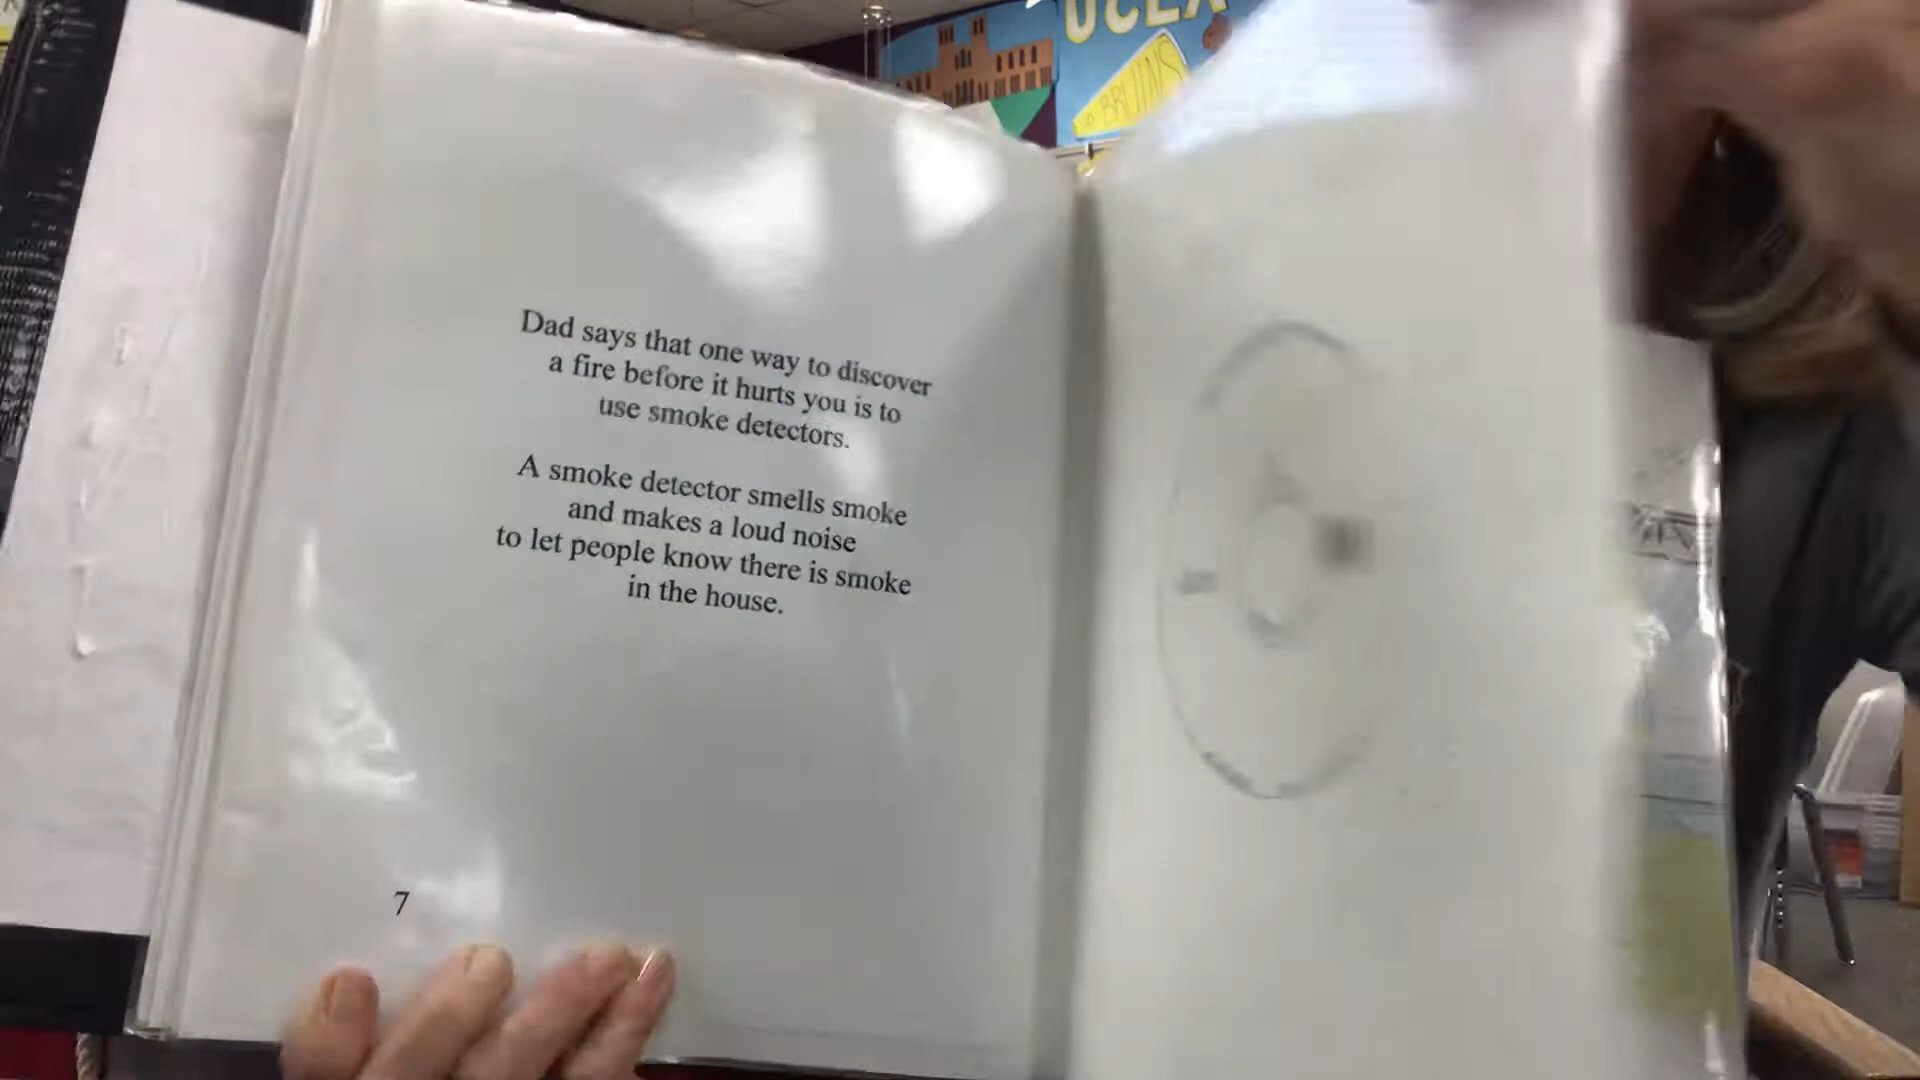 UCLA
BRUINS
Dad says that one way to discover
a fire before it hurts you is to
use smoke detectors.
A smoke detector smells smoke
and makes a loud noise
to let people know there is smoke
in the house.
7